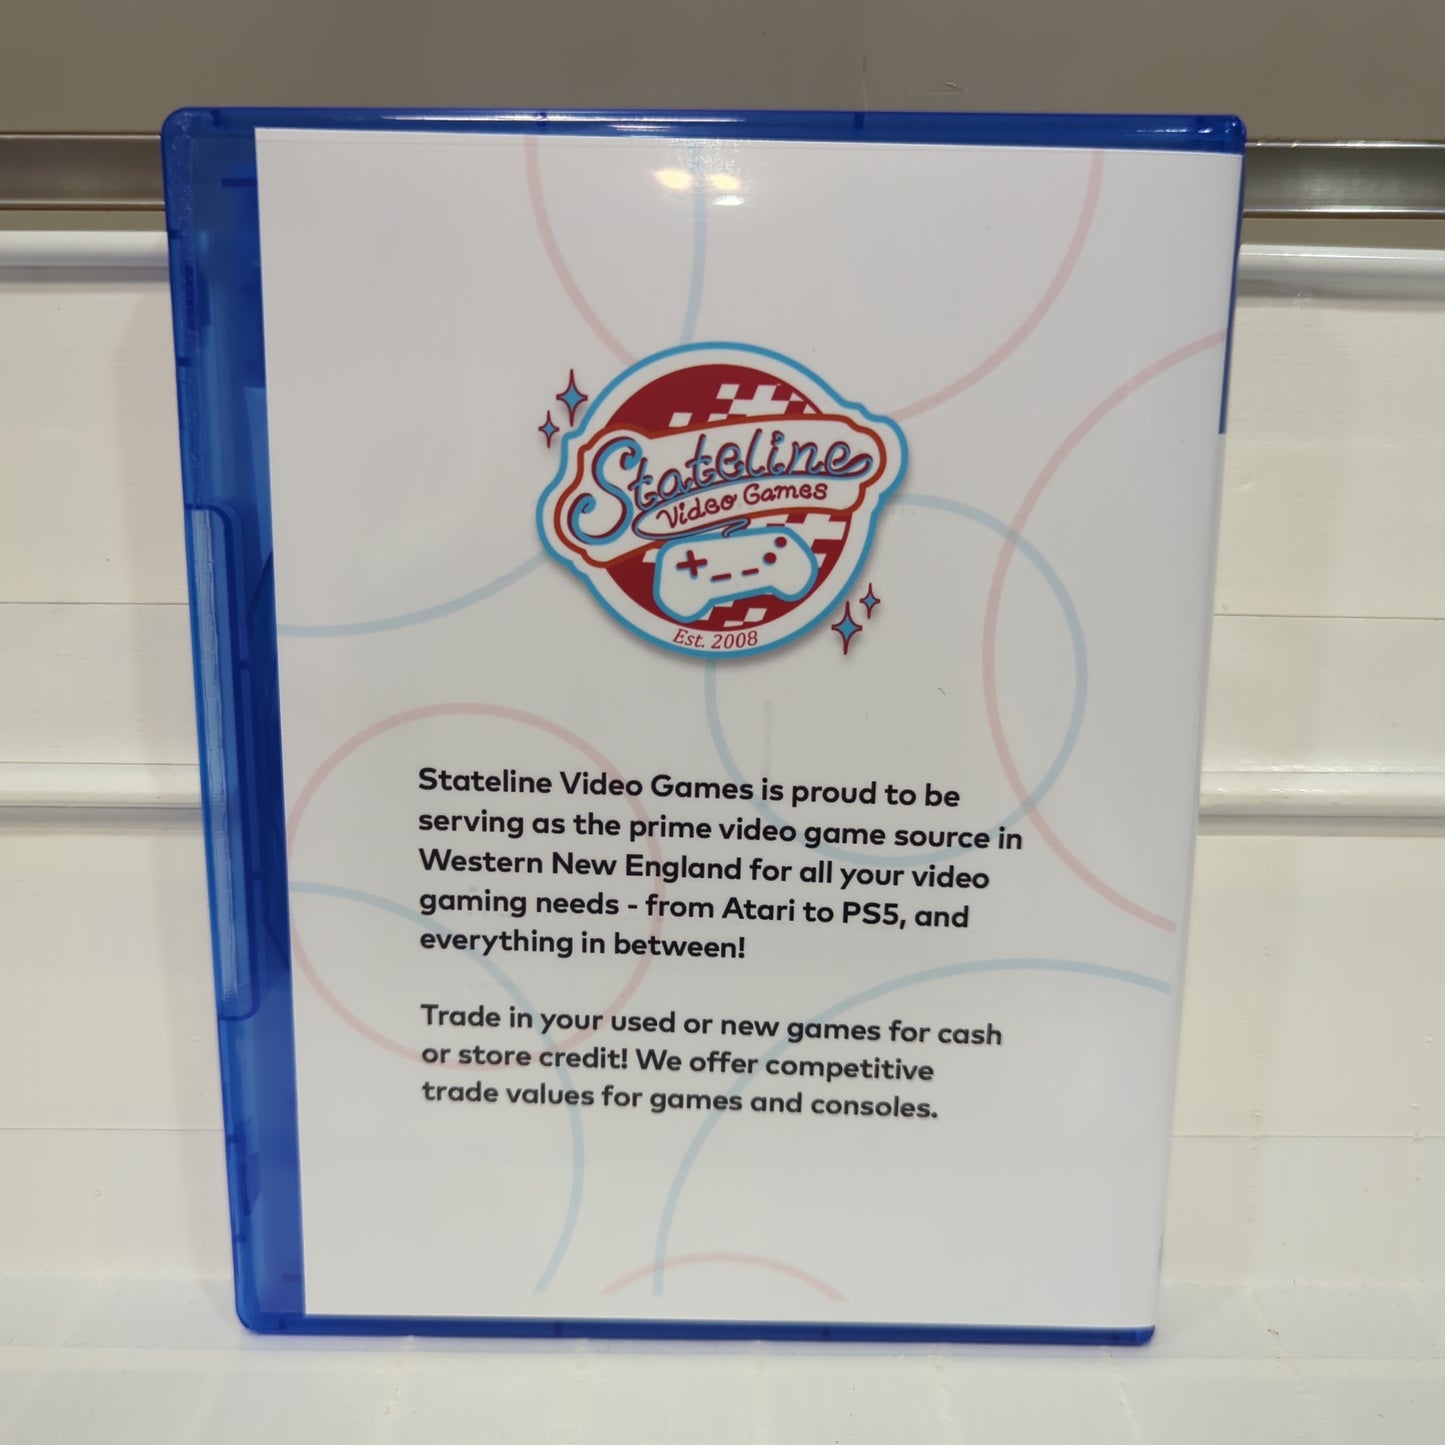 Stateline
Video Games
Est. 2008
Stateline Video Games is proud to be
serving as the prime video game source in
Western New England for all your video
gaming needs - from Atari to PS5, and
everything in between!
Trade in your used or new games for cash
or store credit! We offer competitive
trade values for games and consoles.